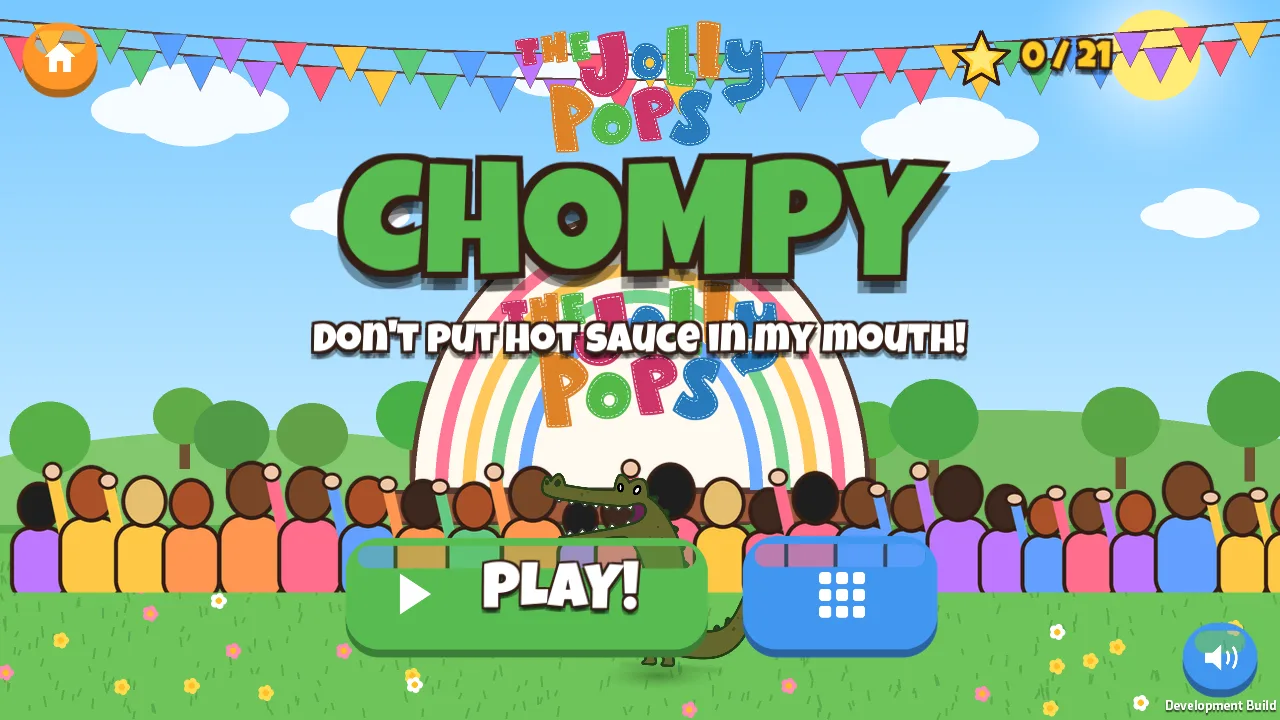 THE JOLLY
POPS
0 / 21
CHOMPY
THE JOLLY
POPS
DON'T PUT HOT SAUCE IN MY MOUTH!
PLAY!
Development Build